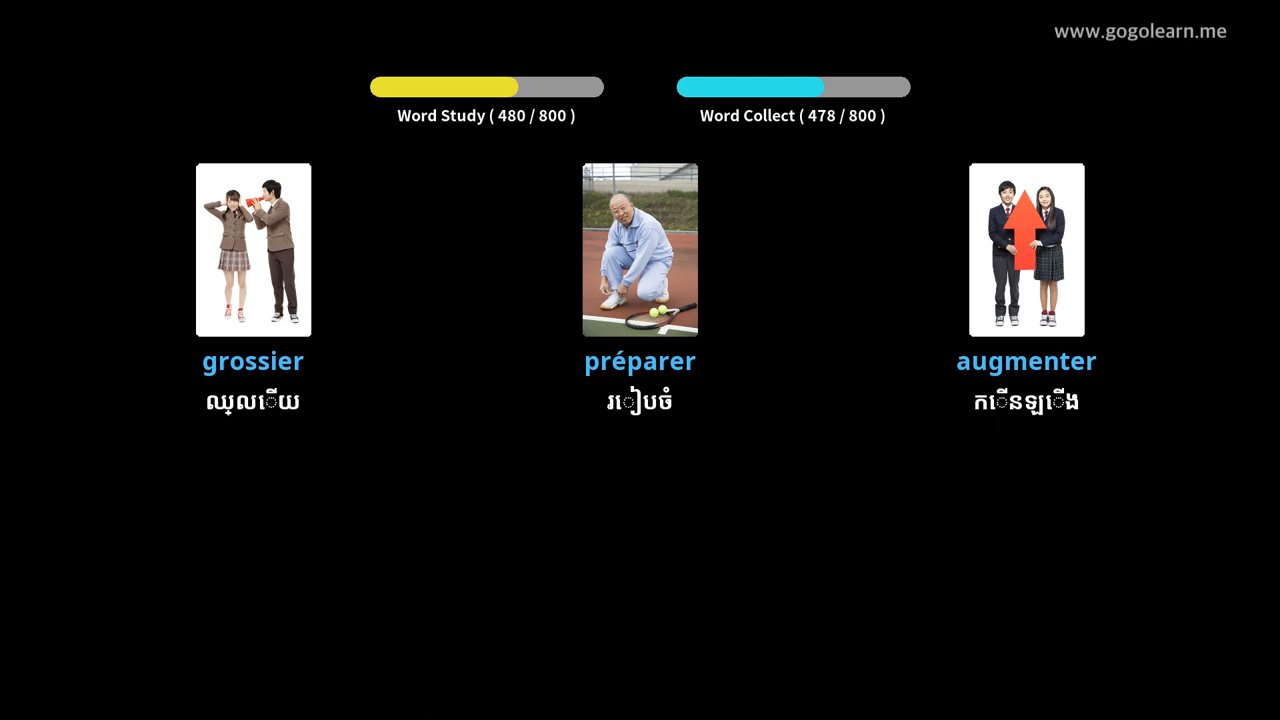 www.gogolearn.me
Word Study ( 480 / 800 )
Word Collect ( 478 / 800 )
grossier
préparer
augmenter
ឈ្លើយ
រៀបចំ
កើនឡើង